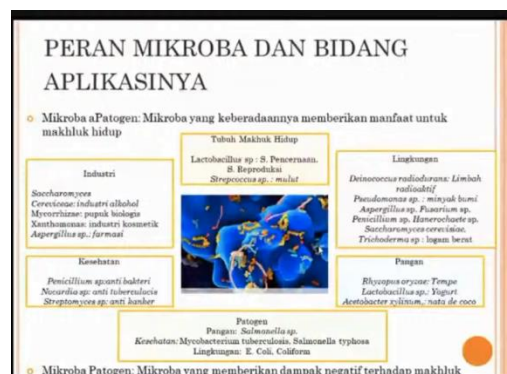 PERAN MIKROBA DAN BIDANG
APLIKASINYA
Mikroba aPatogen: Mikroba yang keberadaannya memberikan manfaat untuk
makhluk hidup
Tubuh Makhuk Hidup
Lactobacillus sp : S. Pencernaan,
S. Reproduksi
Strepcoccus sp. : mulut
Industri
Saccharomyces
Cereviceae: industri alkohol
Mycorrhizae: pupuk biologis
Xanthomonas: industri kosmetik
Aspergillus sp.: farmasi
Lingkungan
Deinococcus radiodurans: Limbah
radioaktif
Pseudomonas sp. : minyak bumi
Aspergillus sp. Fusarium sp.
Penicillium sp. Hanerochaete sp.
Saccharomyces cerevisiae,
Trichoderma sp : logam berat
Kesehatan
Penicillium sp:anti bakteri
Nocardia sp: anti tuberculocis
Streptomyces sp: anti kanker
Pangan
Rhyzopus oryzae: Tempe
Lactobacillus sp.: Yogurt
Acetobacter xylinum,: nata de coco
Patogen
Pangan: Salmonella sp.
Kesehatan: Mycobacterium tuberculosis, Salmonella typhosa
Lingkungan: E. Coli, Coliform
Mikroba Patogen: Mikroba yang memberikan dampak negatif terhadap makhluk